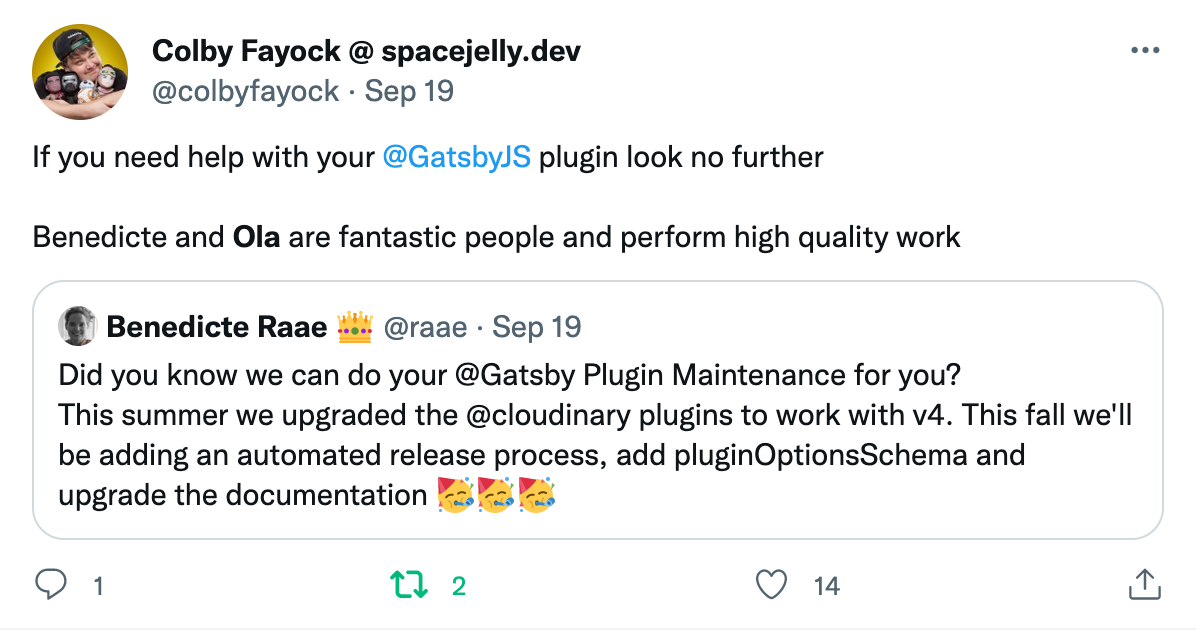 Colby Fayock @ spacejelly.dev
@colbyfayock · Sep 19
If you need help with your @GatsbyJS plugin look no further
Benedicte and Ola are fantastic people and perform high quality work
Benedicte Raae 👑 @raae · Sep 19
Did you know we can do your @Gatsby Plugin Maintenance for you?
This summer we upgraded the @cloudinary plugins to work with v4. This fall we'll
be adding an automated release process, add pluginOptionsSchema and
upgrade the documentation 🥳🥳🥳
1 2 14